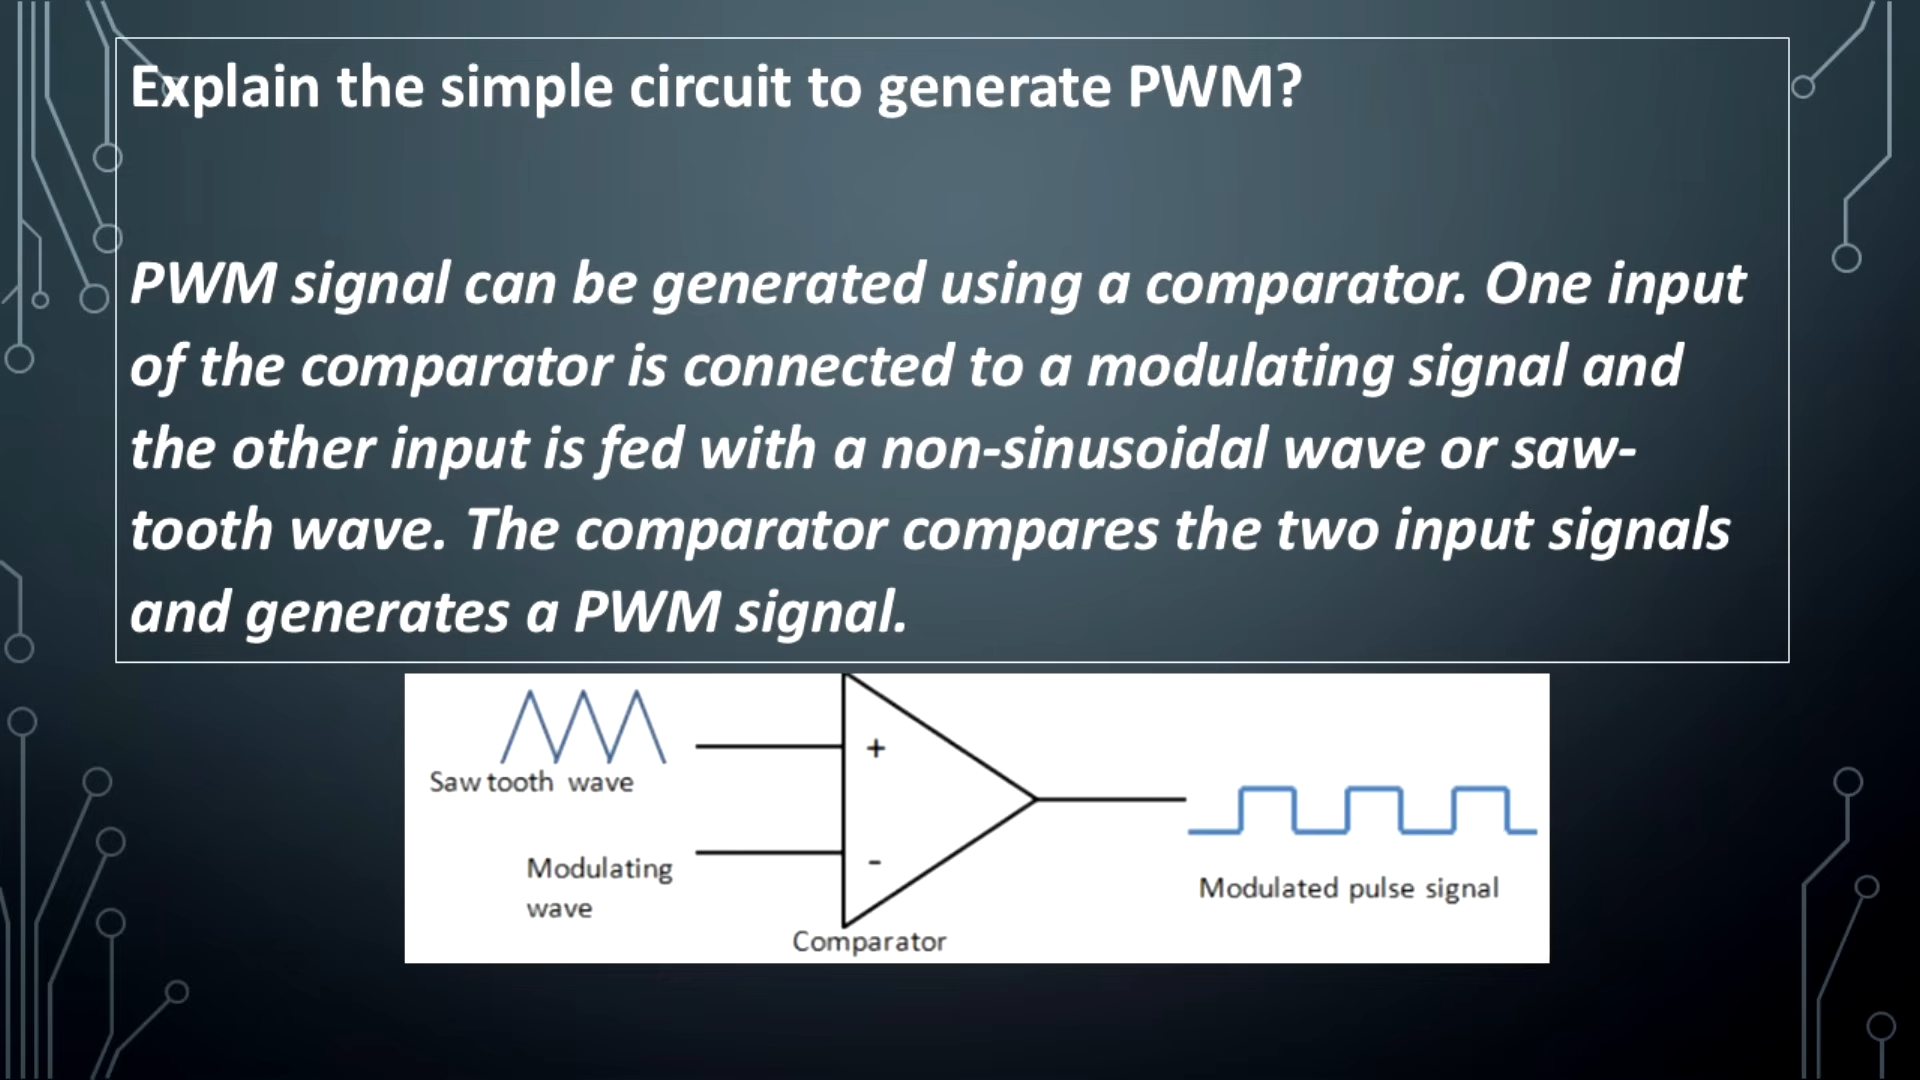 Explain the simple circuit to generate PWM?
PWM signal can be generated using a comparator. One input
of the comparator is connected to a modulating signal and
the other input is fed with a non-sinusoidal wave or saw-
tooth wave. The comparator compares the two input signals
and generates a PWM signal.
+
Saw tooth wave
-
Modulating
wave
Modulated pulse signal
Comparator